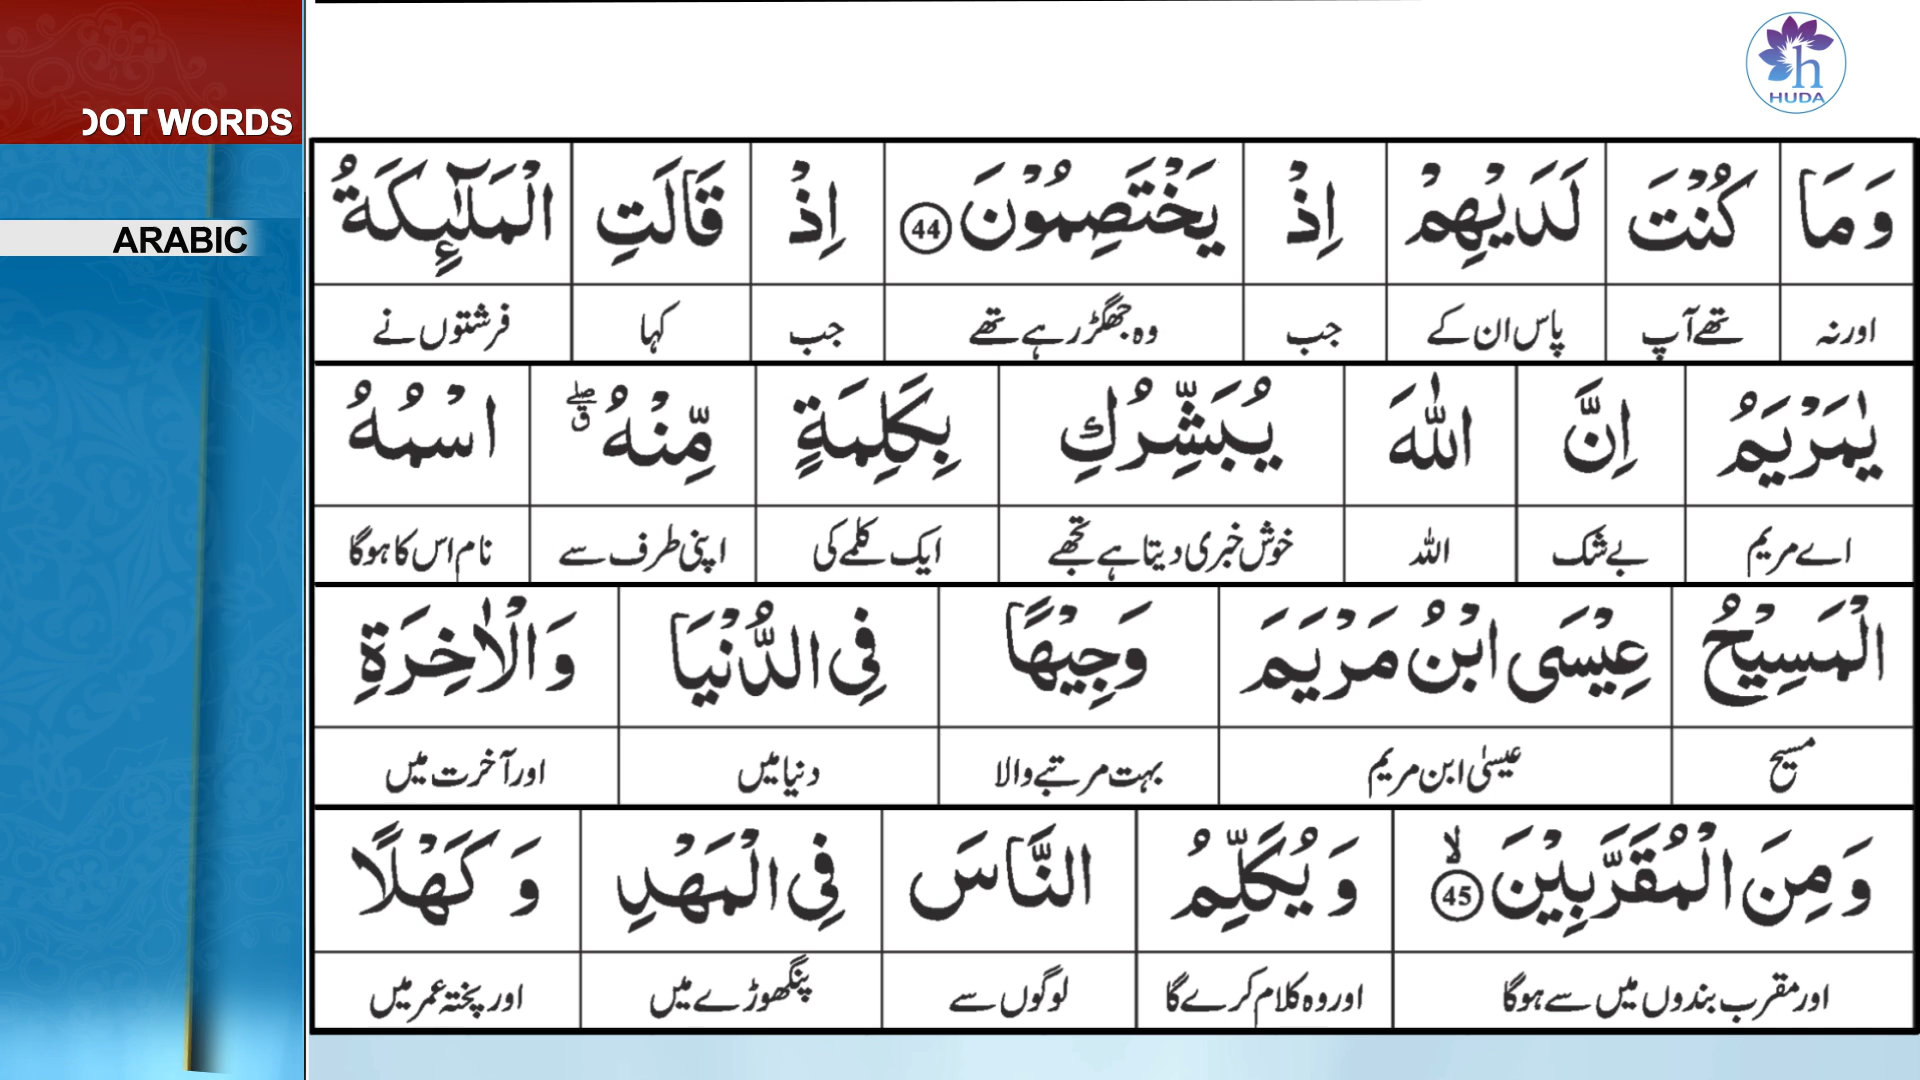 HUDA
OOT WORDS
ARABIC
وَمَا كُنْتَ لَدَيْهِمْ اِذْ يَخْتَصِمُوْنَ 44 اِذْ قَالَتِ الْمَلٰٓئِكَةُ
اور نہ تھے آپ پاس ان کے جب وہ جھگڑ رہے تھے جب کہا فرشتوں نے
يٰمَرْيَمُ اِنَّ اللّٰهَ يُبَشِّرُكِ بِكَلِمَةٍ مِّنْهُ ۖۗ اسْمُهُ
اے مریم بے شک اللہ خوش خبری دیتا ہے تجھے ایک کلمے کی اپنی طرف سے نام اس کا ہوگا
الْمَسِيْحُ عِيْسَى ابْنُ مَرْيَمَ وَجِيْهًا فِى الدُّنْيَا وَالْاٰخِرَةِ
مسیح عیسیٰ ابن مریم بہت مرتبے والا دنیا میں اور آخرت میں
وَمِنَ الْمُقَرَّبِيْنَ ۙ 45 وَيُكَلِّمُ النَّاسَ فِى الْمَهْدِ وَكَهْلًا
اور مقرب بندوں میں سے ہوگا اور وہ کلام کرے گا لوگوں سے پنگھوڑے میں اور پختہ عمر میں